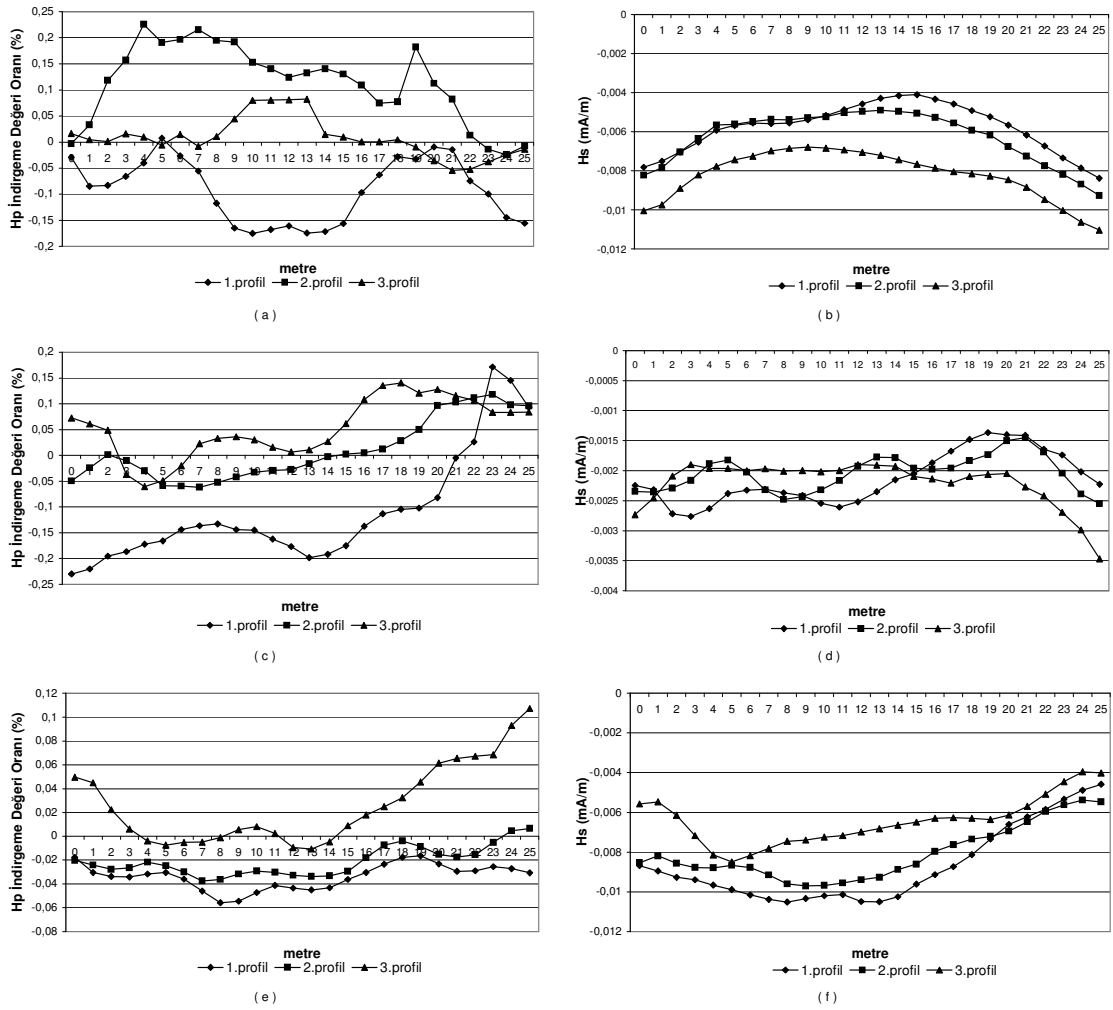 Hp İndirgeme Değeri Oranı (%)
0,25
0,2
0,15
0,1
0,05
0
-0,05
-0,1
-0,15
-0,2
0 1 2 3 4 5 6 7 8 9 10 11 12 13 14 15 16 17 18 19 20 21 22 23 24 25
metre
1.profil 2.profil 3.profil
( a )
Hs (mA/m)
0
-0,002
-0,004
-0,006
-0,008
-0,01
-0,012
0 1 2 3 4 5 6 7 8 9 10 11 12 13 14 15 16 17 18 19 20 21 22 23 24 25
metre
1.profil 2.profil 3.profil
( b )
Hp İndirgeme Değeri Oranı (%)
0,2
0,15
0,1
0,05
0
-0,05
-0,1
-0,15
-0,2
-0,25
0 1 2 3 4 5 6 7 8 9 10 11 12 13 14 15 16 17 18 19 20 21 22 23 24 25
metre
1.profil 2.profil 3.profil
( c )
Hs (mA/m)
0
-0,0005
-0,001
-0,0015
-0,002
-0,0025
-0,003
-0,0035
-0,004
0 1 2 3 4 5 6 7 8 9 10 11 12 13 14 15 16 17 18 19 20 21 22 23 24 25
metre
1.profil 2.profil 3.profil
( d )
Hp İndirgeme Değeri Oranı (%)
0,12
0,1
0,08
0,06
0,04
0,02
0
-0,02
-0,04
-0,06
-0,08
0 1 2 3 4 5 6 7 8 9 10 11 12 13 14 15 16 17 18 19 20 21 22 23 24 25
metre
1.profil 2.profil 3.profil
( e )
Hs (mA/m)
0
-0,002
-0,004
-0,006
-0,008
-0,01
-0,012
0 1 2 3 4 5 6 7 8 9 10 11 12 13 14 15 16 17 18 19 20 21 22 23 24 25
metre
1.profil 2.profil 3.profil
( f )